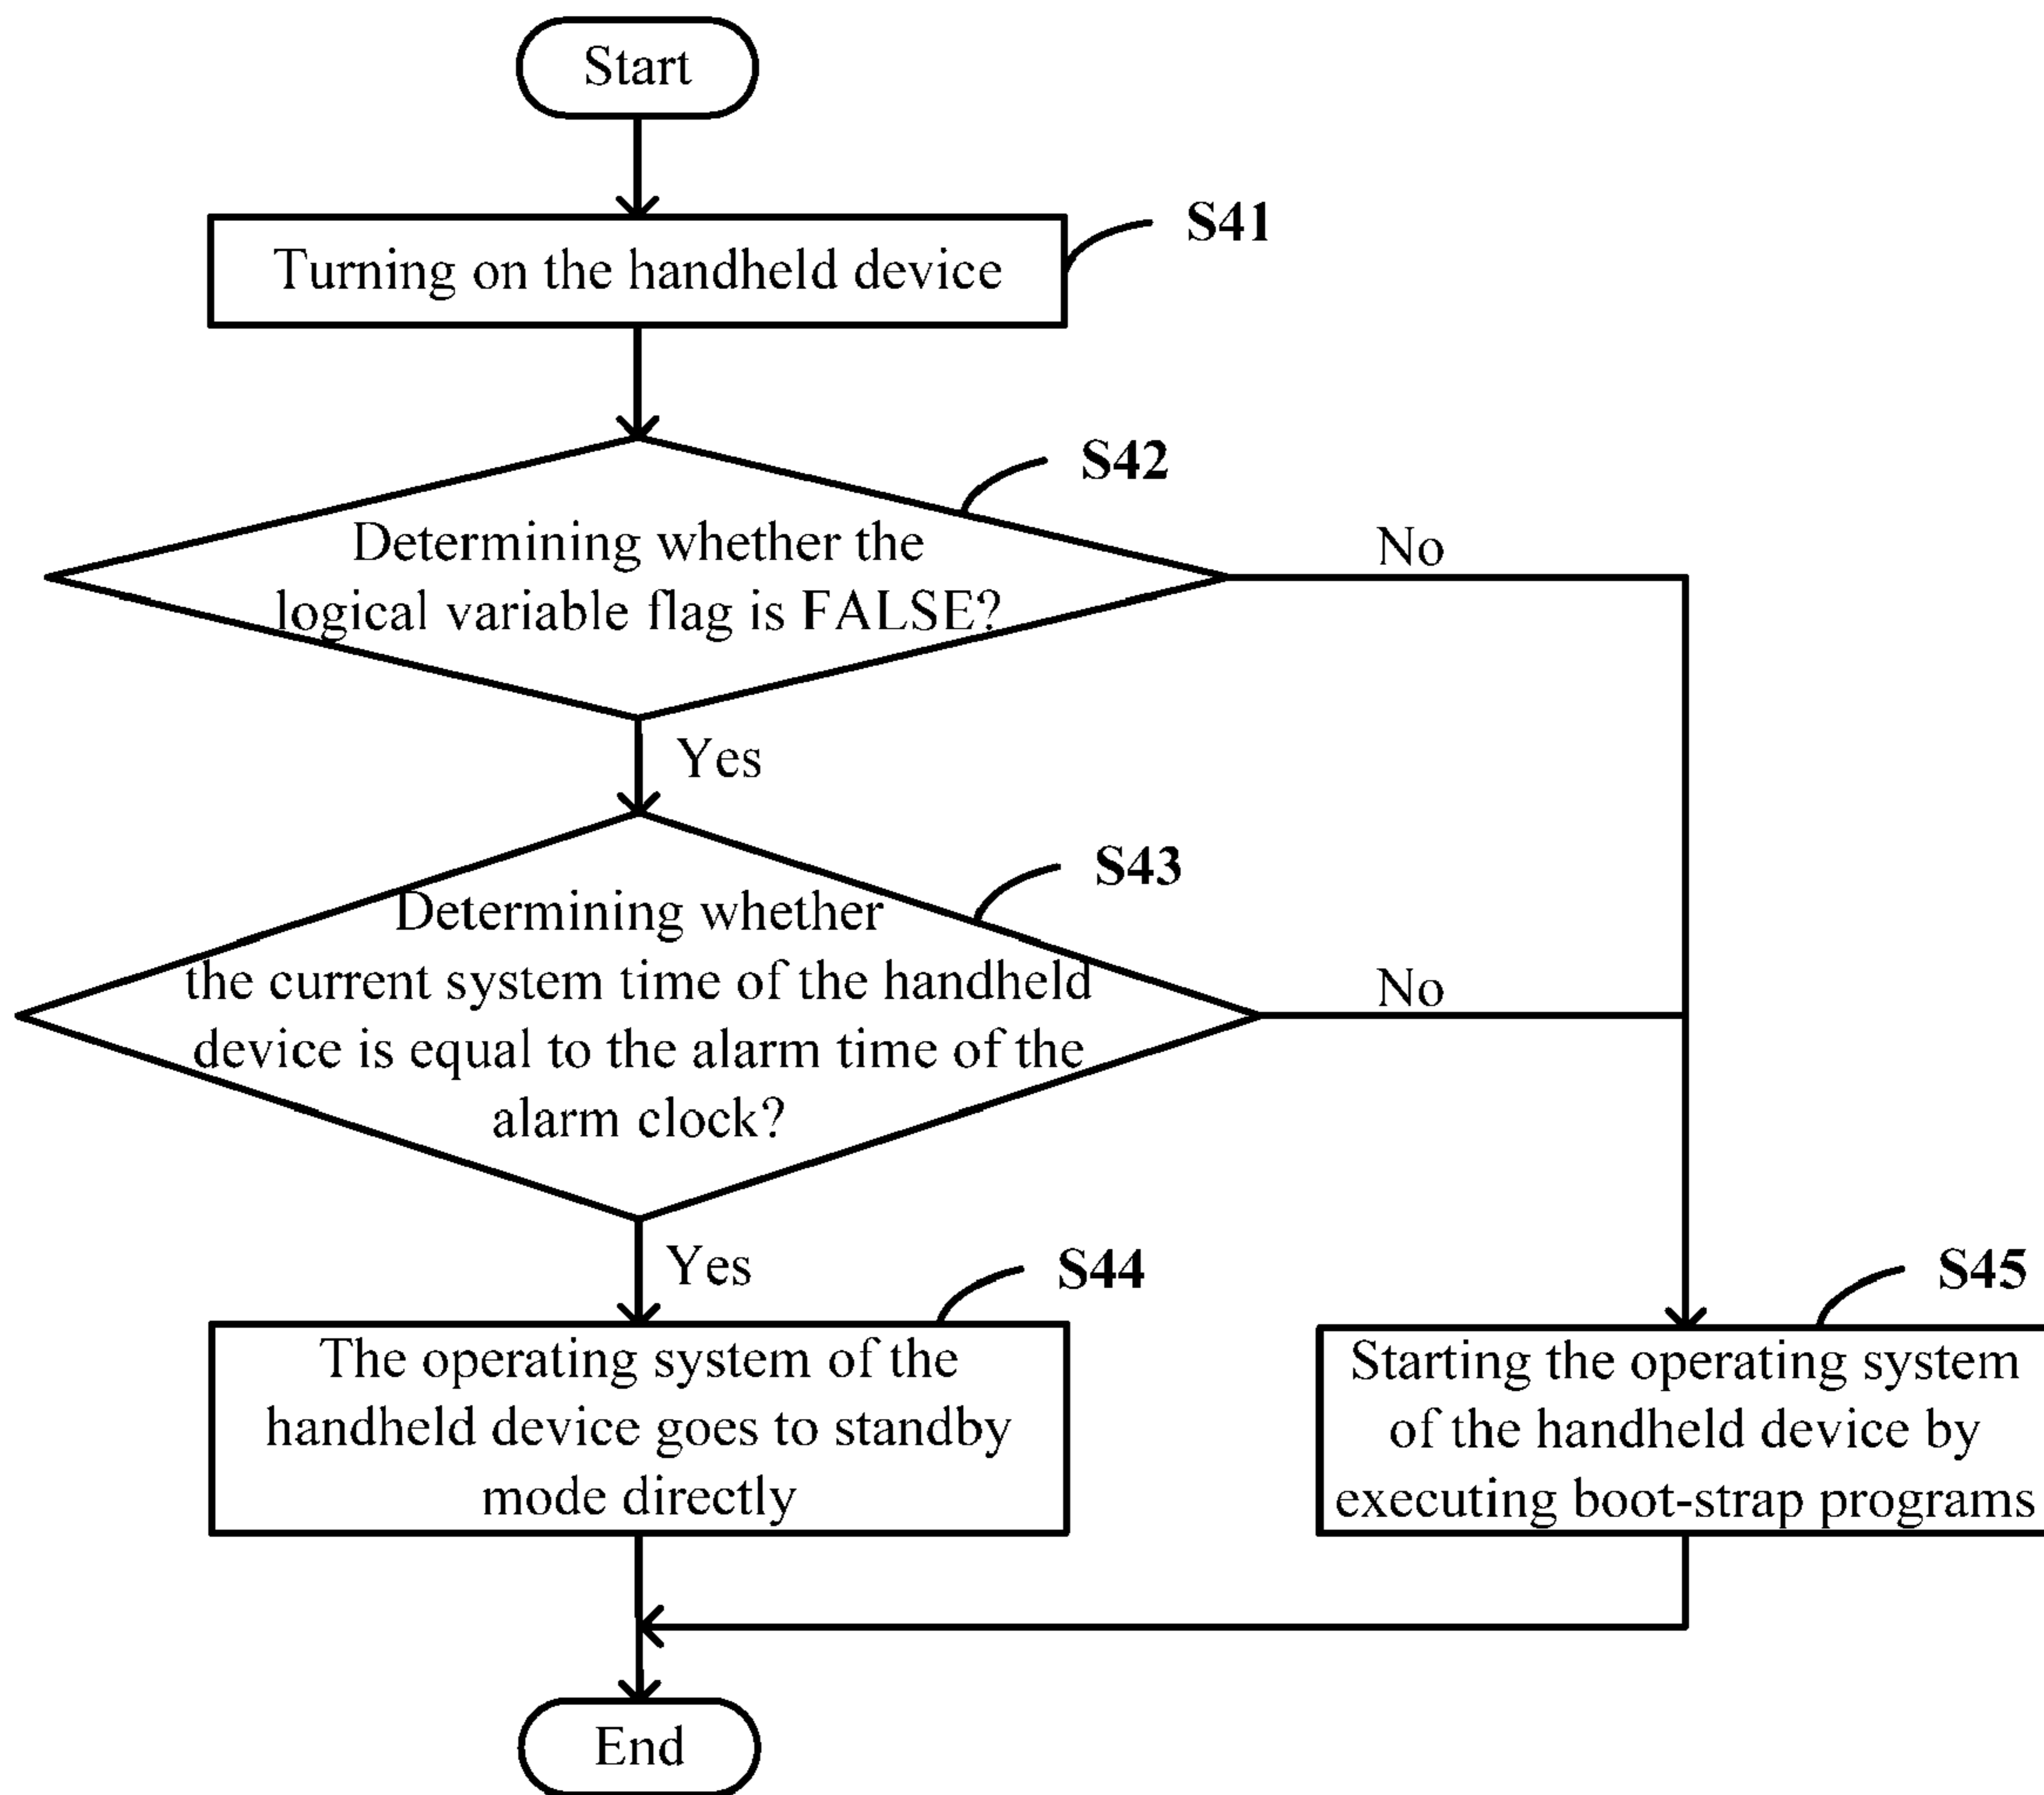 Start
S41
Turning on the handheld device
S42
Determining whether the
logical variable flag is FALSE?
No
Yes
S43
Determining whether
the current system time of the handheld
device is equal to the alarm time of the
alarm clock?
No
Yes
S44
The operating system of the
handheld device goes to standby
mode directly
S45
Starting the operating system
of the handheld device by
executing boot-strap programs
End